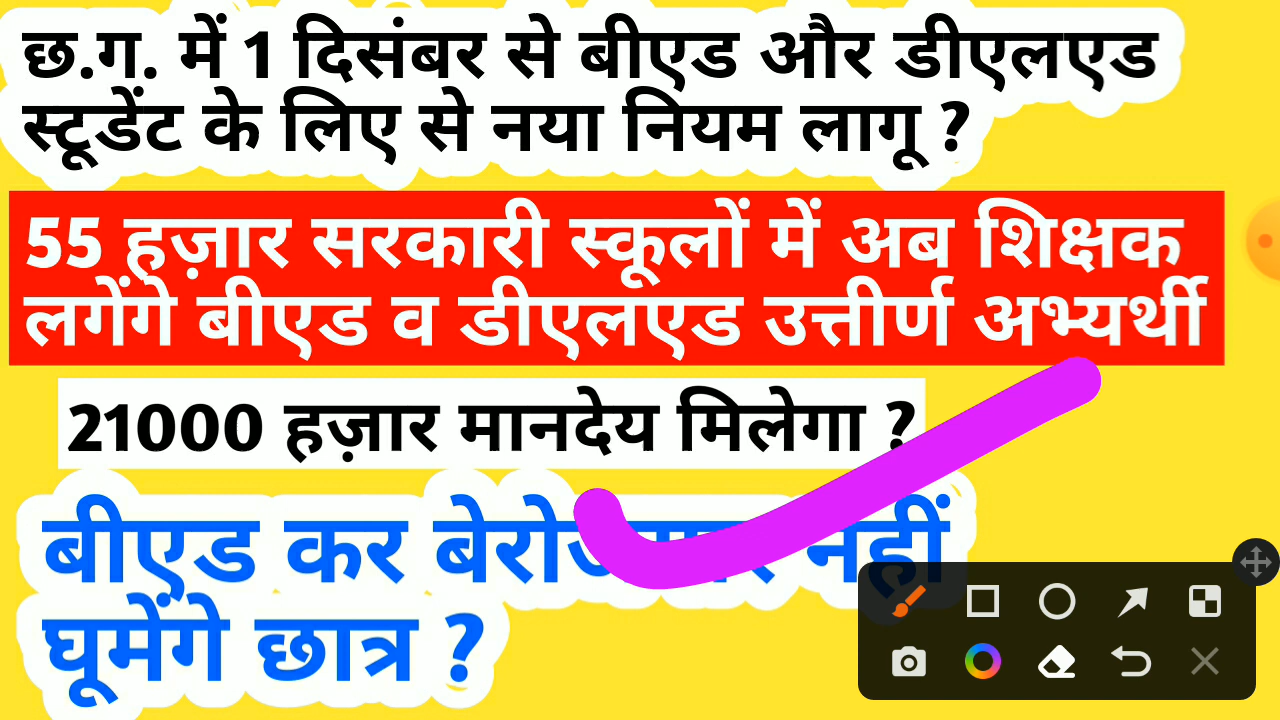 छ.ग. में 1 दिसंबर से बीएड और डीएलएड
स्टूडेंट के लिए से नया नियम लागू ?
55 हज़ार सरकारी स्कूलों में अब शिक्षक
लगेंगे बीएड व डीएलएड उत्तीर्ण अभ्यर्थी
21000 हज़ार मानदेय मिलेगा ?
बीएड कर नहीं
घूमेंगे छात्र ?